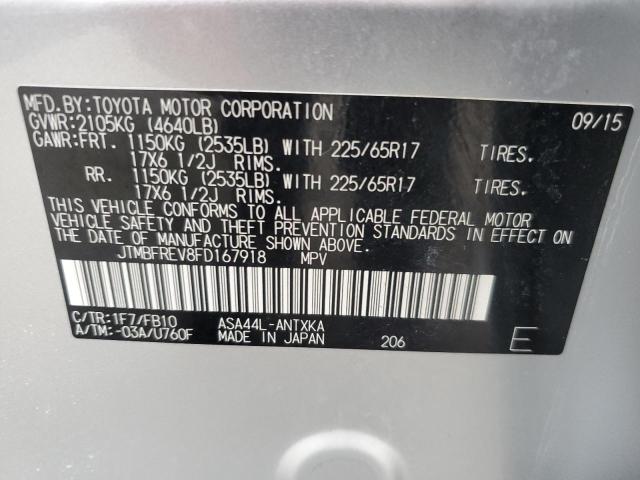 MFD.BY:TOYOTA MOTOR CORPORATION 09/15
GVWR:2105KG (4640LB)
GAWR:FRT. 1150KG (2535LB) WITH 225/65R17 TIRES.
17X6 1/2J RIMS.
RR. 1150KG (2535LB) WITH 225/65R17 TIRES.
17X6 1/2J RIMS.
THIS VEHICLE CONFORMS TO ALL APPLICABLE FEDERAL MOTOR
VEHICLE SAFETY AND THEFT PREVENTION STANDARDS IN EFFECT ON
THE DATE OF MANUFACTURE SHOWN ABOVE.
JTMBFREV8FD167918 MPV
C/TR:1F7/FB10 ASA44L-ANTXKA
A/TM:-03A/U760F MADE IN JAPAN 206 E